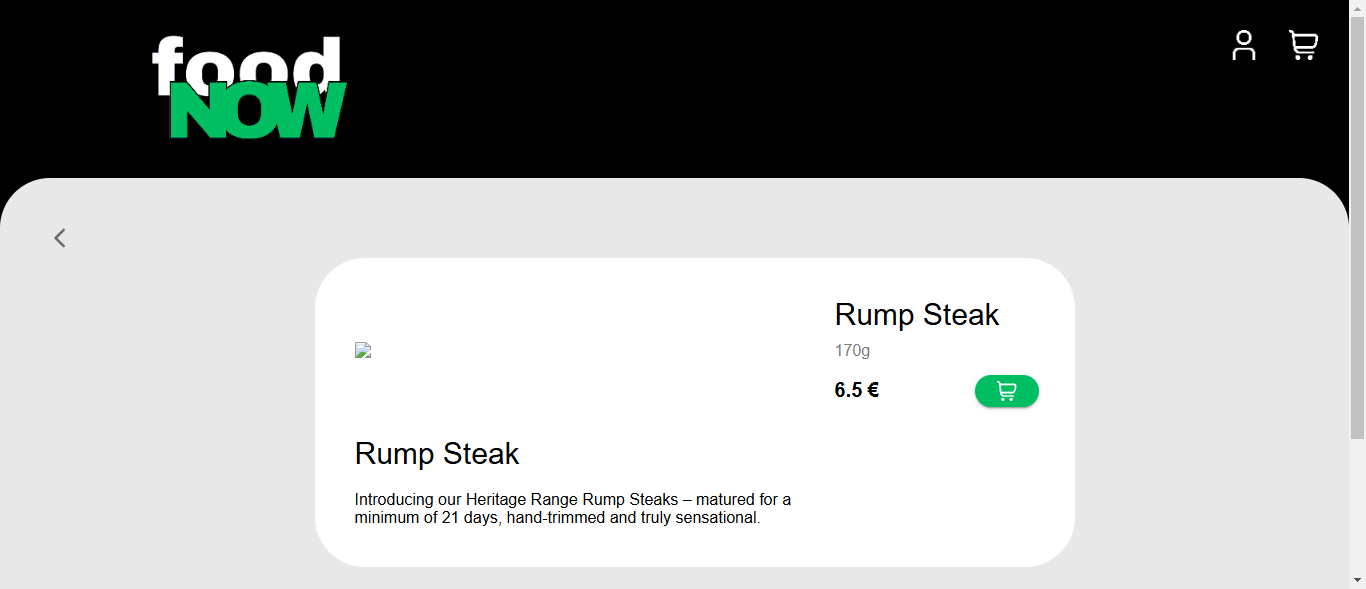 food
NOW
Rump Steak
170g
6.5 €
Rump Steak
Introducing our Heritage Range Rump Steaks – matured for a
minimum of 21 days, hand-trimmed and truly sensational.